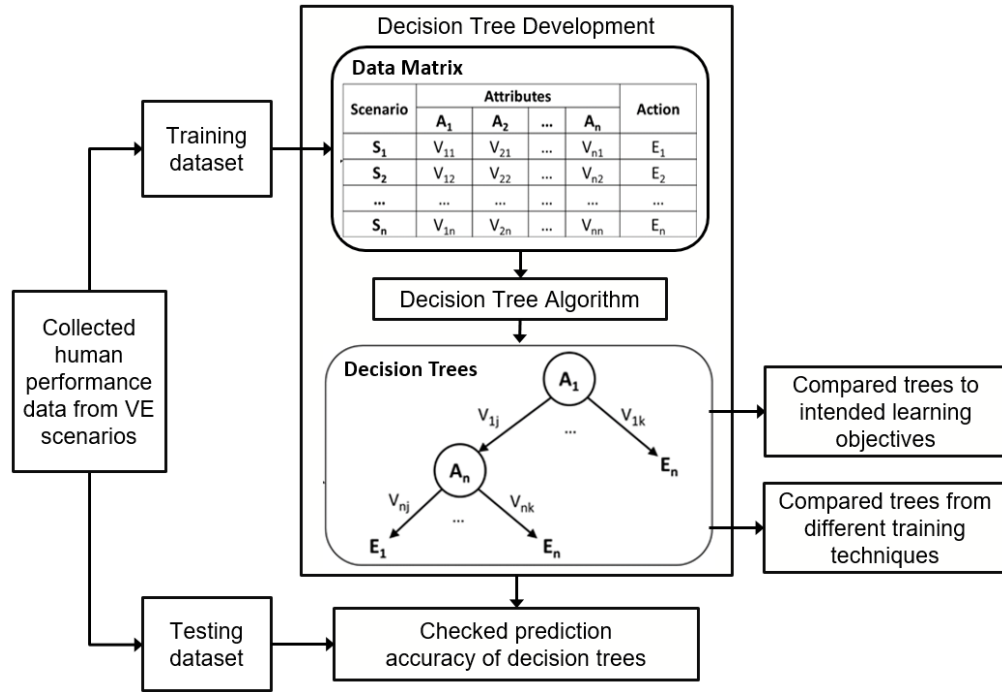 Decision Tree Development
Data Matrix
Scenario Attributes Action
A1 A2 ... An
S1 V11 V21 ... Vn1 E1
S2 V12 V22 ... Vn2 E2
... ... ... ... ... ...
Sn V1n V2n ... Vnn En
Training
dataset
Decision Tree Algorithm
Collected
human
performance
data from VE
scenarios
Decision Trees
A1
V1j ... V1k
An En
Vnj ... Vnk
E1 En
Compared trees to
intended learning
objectives
Compared trees from
different training
techniques
Testing
dataset
Checked prediction
accuracy of decision trees